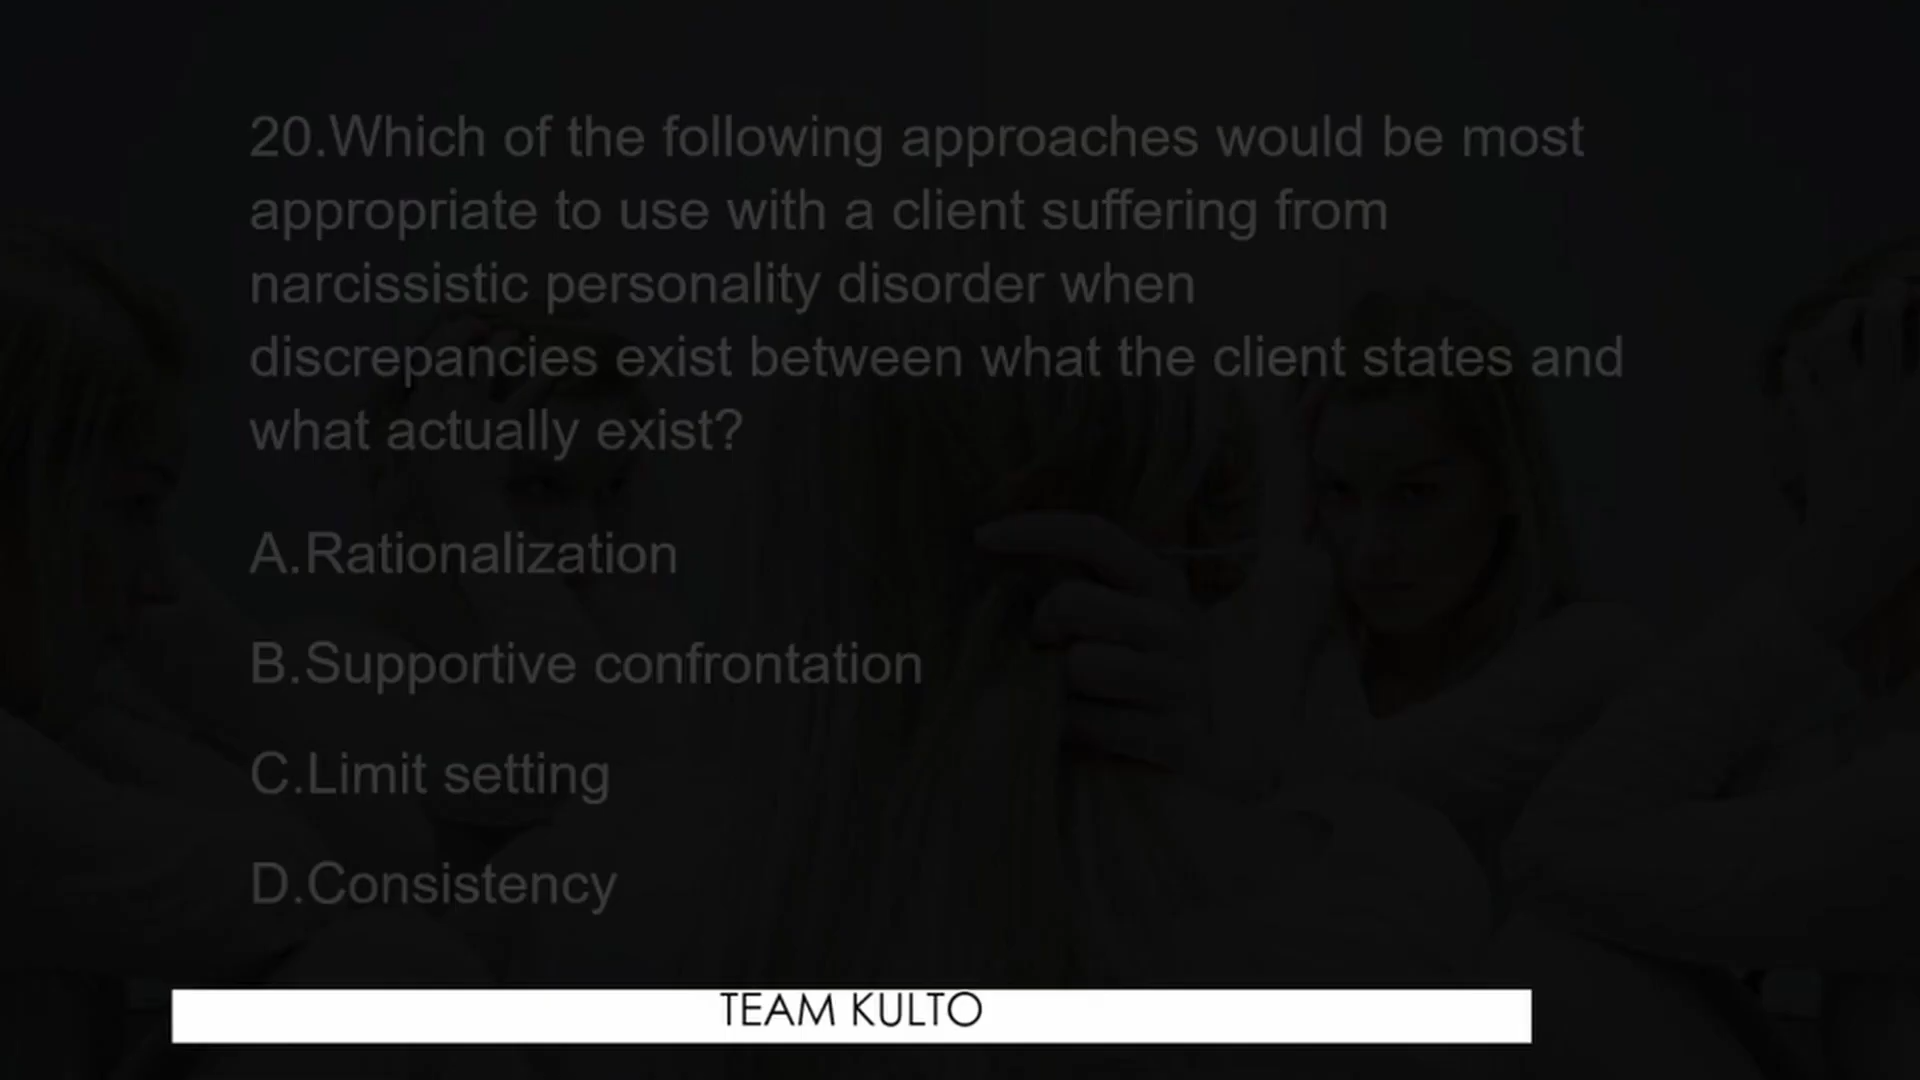 20.Which of the following approaches would be most
appropriate to use with a client suffering from
narcissistic personality disorder when
discrepancies exist between what the client states and
what actually exist?
A.Rationalization
B.Supportive confrontation
C.Limit setting
D.Consistency
TEAM KULTO